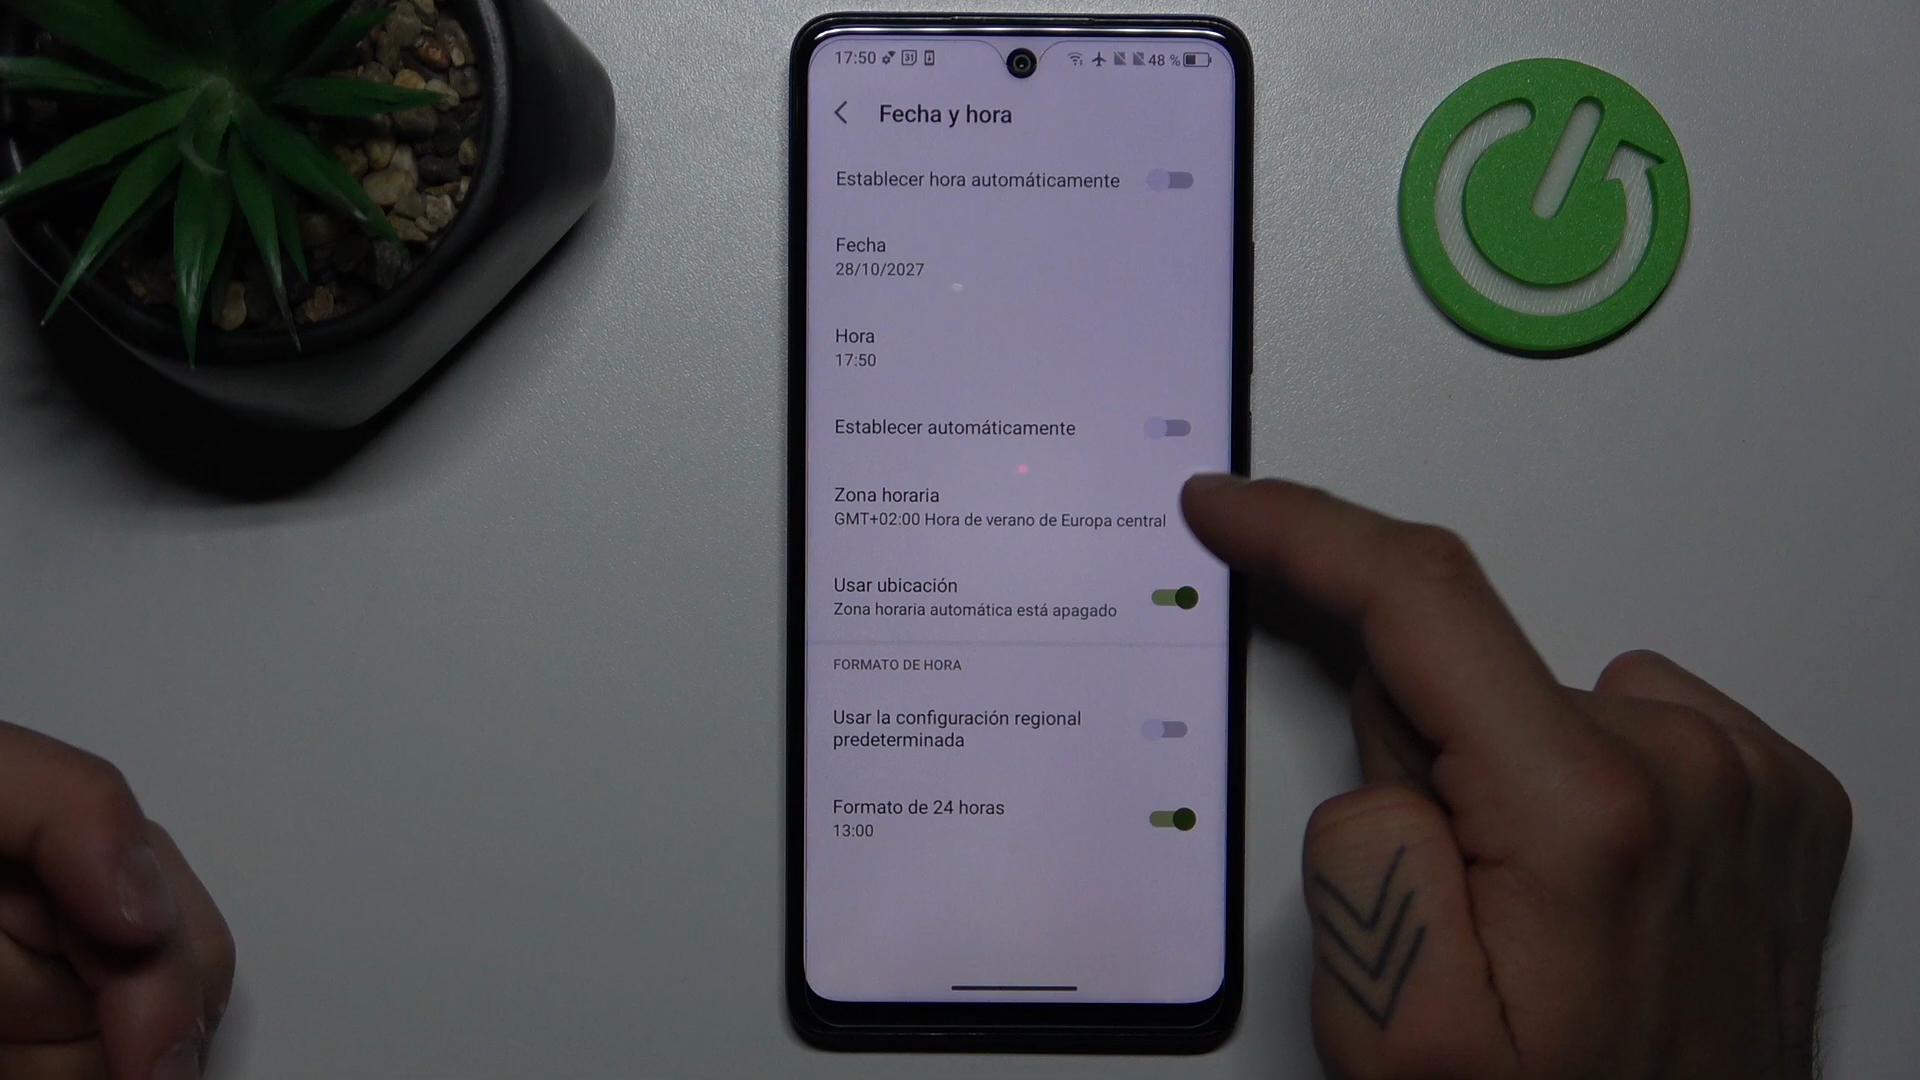 17:50 31 48 %
Fecha y hora
Establecer hora automáticamente
Fecha
28/10/2027
Hora
17:50
Establecer automáticamente
Zona horaria
GMT+02:00 Hora de verano de Europa central
Usar ubicación
Zona horaria automática está apagado
FORMATO DE HORA
Usar la configuración regional
predeterminada
Formato de 24 horas
13:00